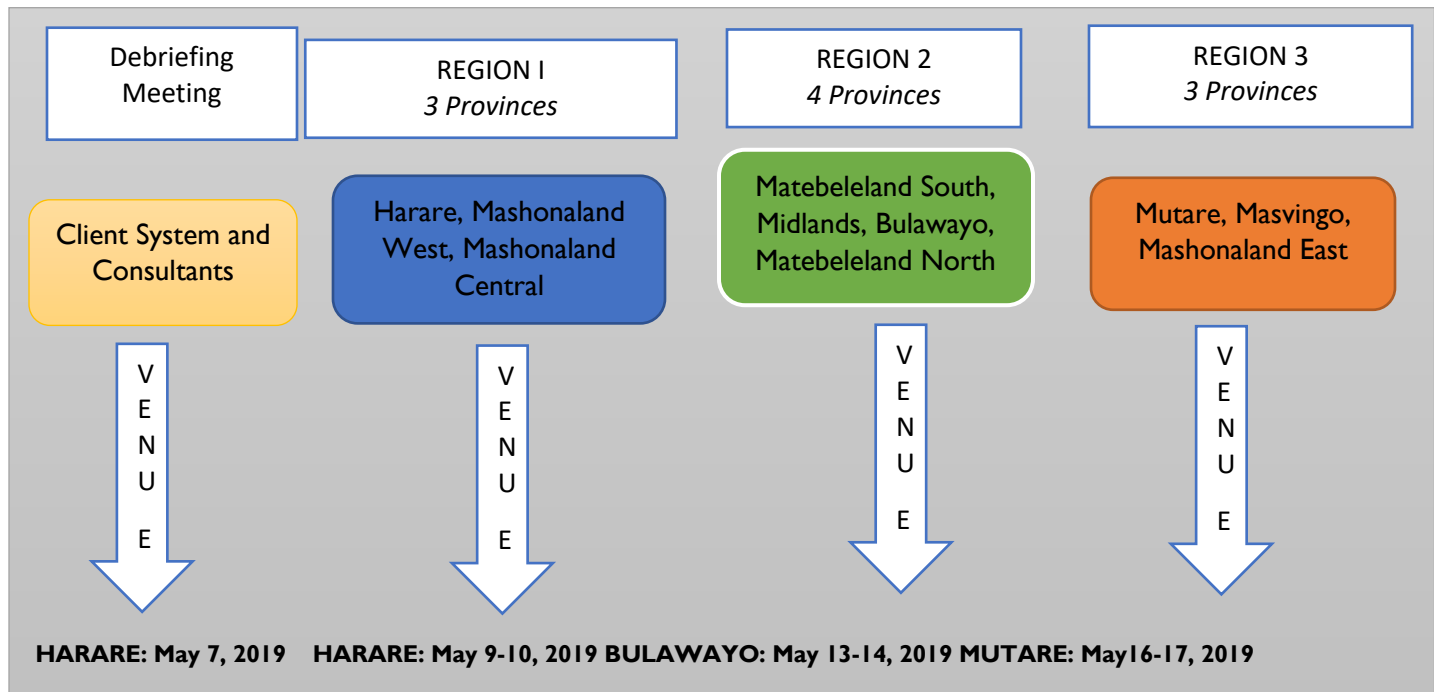 Debriefing
Meeting
REGION I
3 Provinces
REGION 2
4 Provinces
REGION 3
3 Provinces
Client System and
Consultants
Harare, Mashonaland
West, Mashonaland
Central
Matebeleland South,
Midlands, Bulawayo,
Matebeleland North
Mutare, Masvingo,
Mashonaland East
V
E
N
U
E
V
E
N
U
E
V
E
N
U
E
V
E
N
U
E
HARARE: May 7, 2019 HARARE: May 9-10, 2019 BULAWAYO: May 13-14, 2019 MUTARE: May16-17, 2019